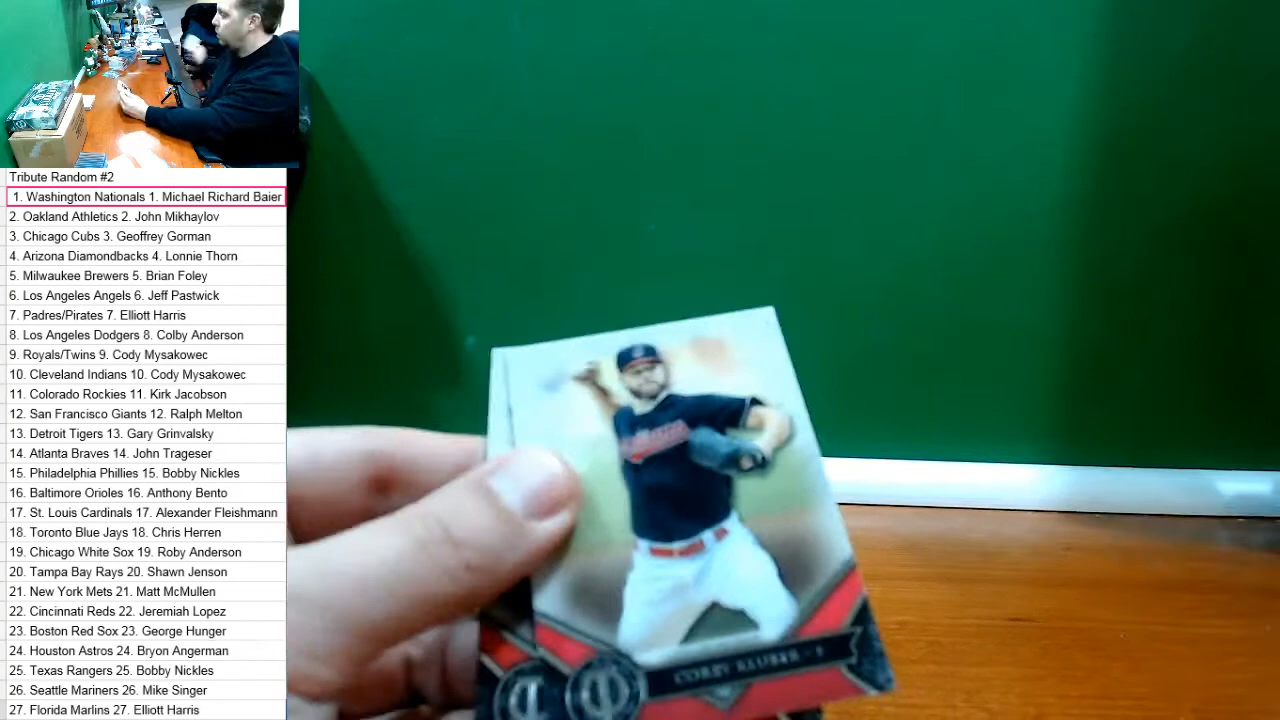 Tribute Random #2
1. Washington Nationals 1. Michael Richard Baier
2. Oakland Athletics 2. John Mikhaylov
3. Chicago Cubs 3. Geoffrey Gorman
4. Arizona Diamondbacks 4. Lonnie Thorn
5. Milwaukee Brewers 5. Brian Foley
6. Los Angeles Angels 6. Jeff Pastwick
7. Padres/Pirates 7. Elliott Harris
8. Los Angeles Dodgers 8. Colby Anderson
9. Royals/Twins 9. Cody Mysakowec
10. Cleveland Indians 10. Cody Mysakowec
11. Colorado Rockies 11. Kirk Jacobson
12. San Francisco Giants 12. Ralph Melton
13. Detroit Tigers 13. Gary Grinvalsky
14. Atlanta Braves 14. John Trageser
15. Philadelphia Phillies 15. Bobby Nickles
16. Baltimore Orioles 16. Anthony Bento
17. St. Louis Cardinals 17. Alexander Fleishmann
18. Toronto Blue Jays 18. Chris Herren
19. Chicago White Sox 19. Roby Anderson
20. Tampa Bay Rays 20. Shawn Jenson
21. New York Mets 21. Matt McMullen
22. Cincinnati Reds 22. Jeremiah Lopez
23. Boston Red Sox 23. George Hunger
24. Houston Astros 24. Bryon Angerman
25. Texas Rangers 25. Bobby Nickles
26. Seattle Mariners 26. Mike Singer
27. Florida Marlins 27. Elliott Harris
COREY KLUBER